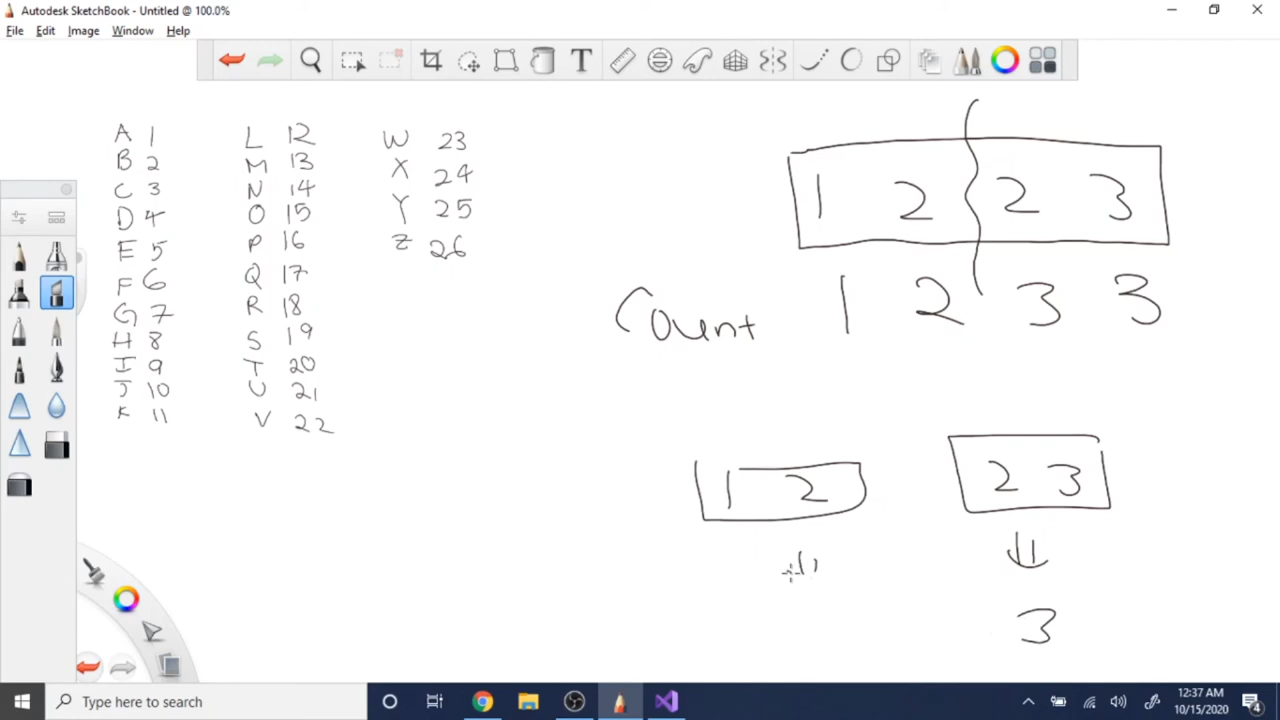 Autodesk SketchBook - Untitled @ 100.0%
File Edit Image Window Help
A 1
B 2
C 3
D 4
E 5
F 6
G 7
H 8
I 9
J 10
K 11
L 12
M 13
N 14
O 15
P 16
Q 17
R 18
S 19
T 20
U 21
V 22
W 23
X 24
Y 25
Z 26
1 2 2 3
Count 1 2 3 3
1 2
2 3
3
Type here to search
12:37 AM
10/15/2020
4